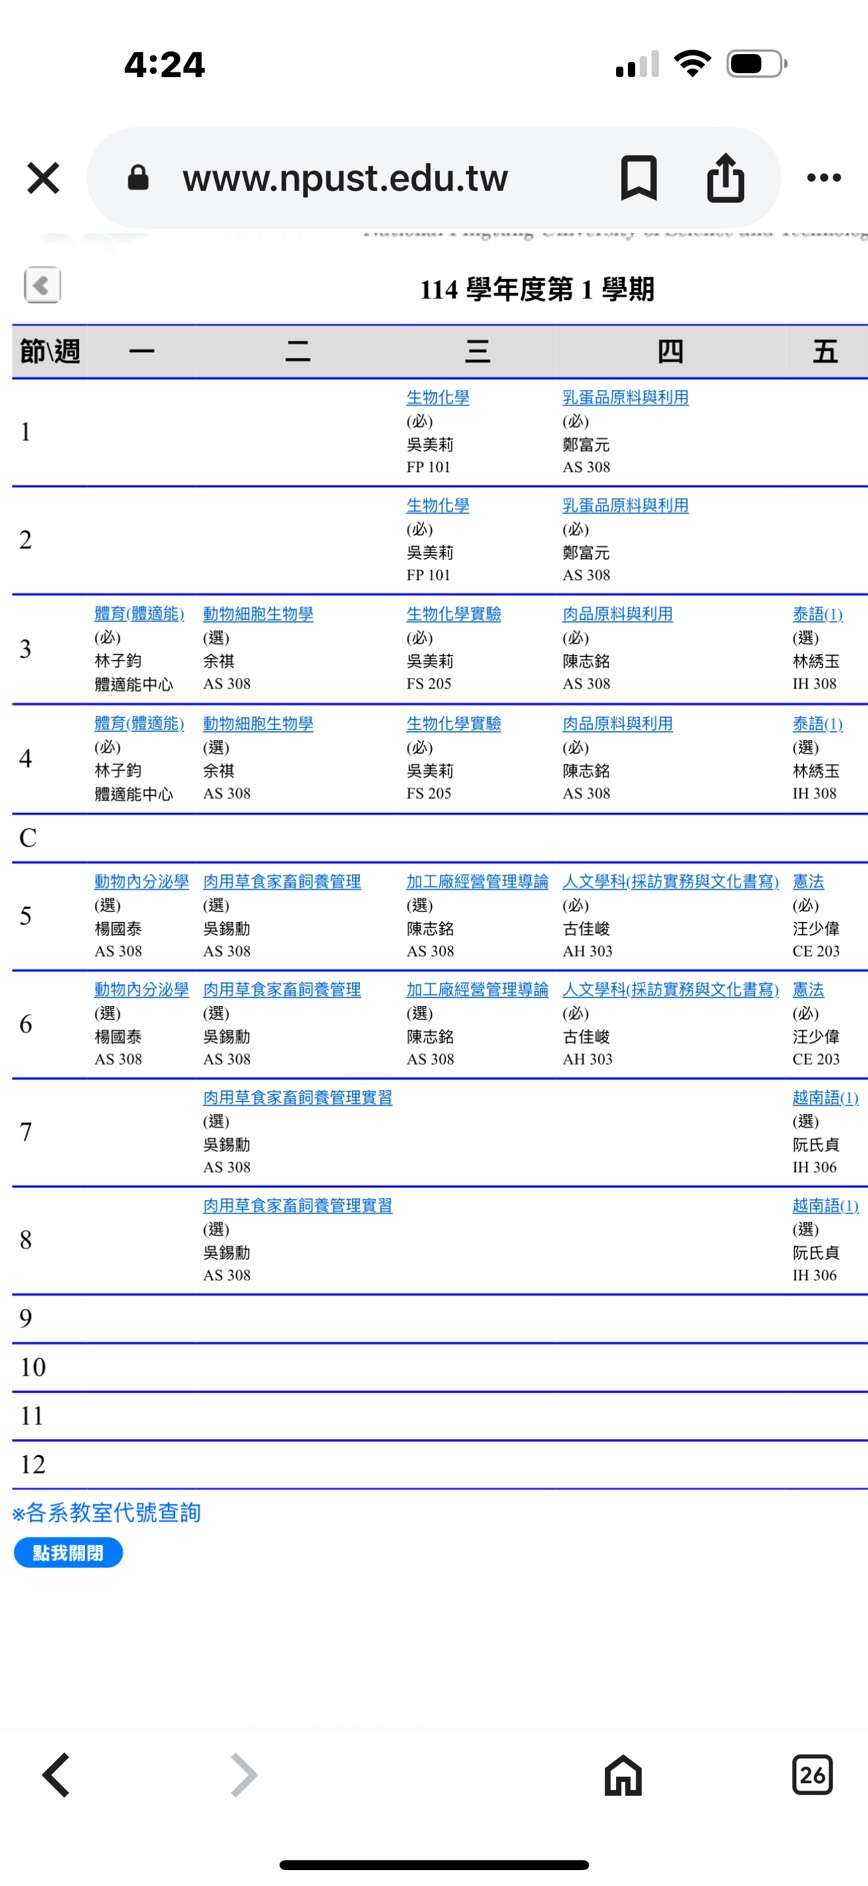 4:24
www.npust.edu.tw
114 學年度第 1 學期
節\週 一 二 三 四 五
1
生物化學
(必)
吳美莉
FP 101
乳蛋品原料與利用
(必)
鄭富元
AS 308
2
生物化學
(必)
吳美莉
FP 101
乳蛋品原料與利用
(必)
鄭富元
AS 308
3
體育(體適能)
(必)
林子鈞
體適能中心
動物細胞生物學
(選)
余祺
AS 308
生物化學實驗
(必)
吳美莉
FS 205
肉品原料與利用
(必)
陳志銘
AS 308
泰語(1)
(選)
林綉玉
IH 308
4
體育(體適能)
(必)
林子鈞
體適能中心
動物細胞生物學
(選)
余祺
AS 308
生物化學實驗
(必)
吳美莉
FS 205
肉品原料與利用
(必)
陳志銘
AS 308
泰語(1)
(選)
林綉玉
IH 308
C
5
動物內分泌學
(選)
楊國泰
AS 308
肉用草食家畜飼養管理
(選)
吳錫勳
AS 308
加工廠經營管理導論
(選)
陳志銘
AS 308
人文學科(採訪實務與文化書寫)
(必)
古佳峻
AH 303
憲法
(必)
汪少偉
CE 203
6
動物內分泌學
(選)
楊國泰
AS 308
肉用草食家畜飼養管理
(選)
吳錫勳
AS 308
加工廠經營管理導論
(選)
陳志銘
AS 308
人文學科(採訪實務與文化書寫)
(必)
古佳峻
AH 303
憲法
(必)
汪少偉
CE 203
7
肉用草食家畜飼養管理實習
(選)
吳錫勳
AS 308
越南語(1)
(選)
阮氏貞
IH 306
8
肉用草食家畜飼養管理實習
(選)
吳錫勳
AS 308
越南語(1)
(選)
阮氏貞
IH 306
9
10
11
12
※各系教室代號查詢
點我關閉
26